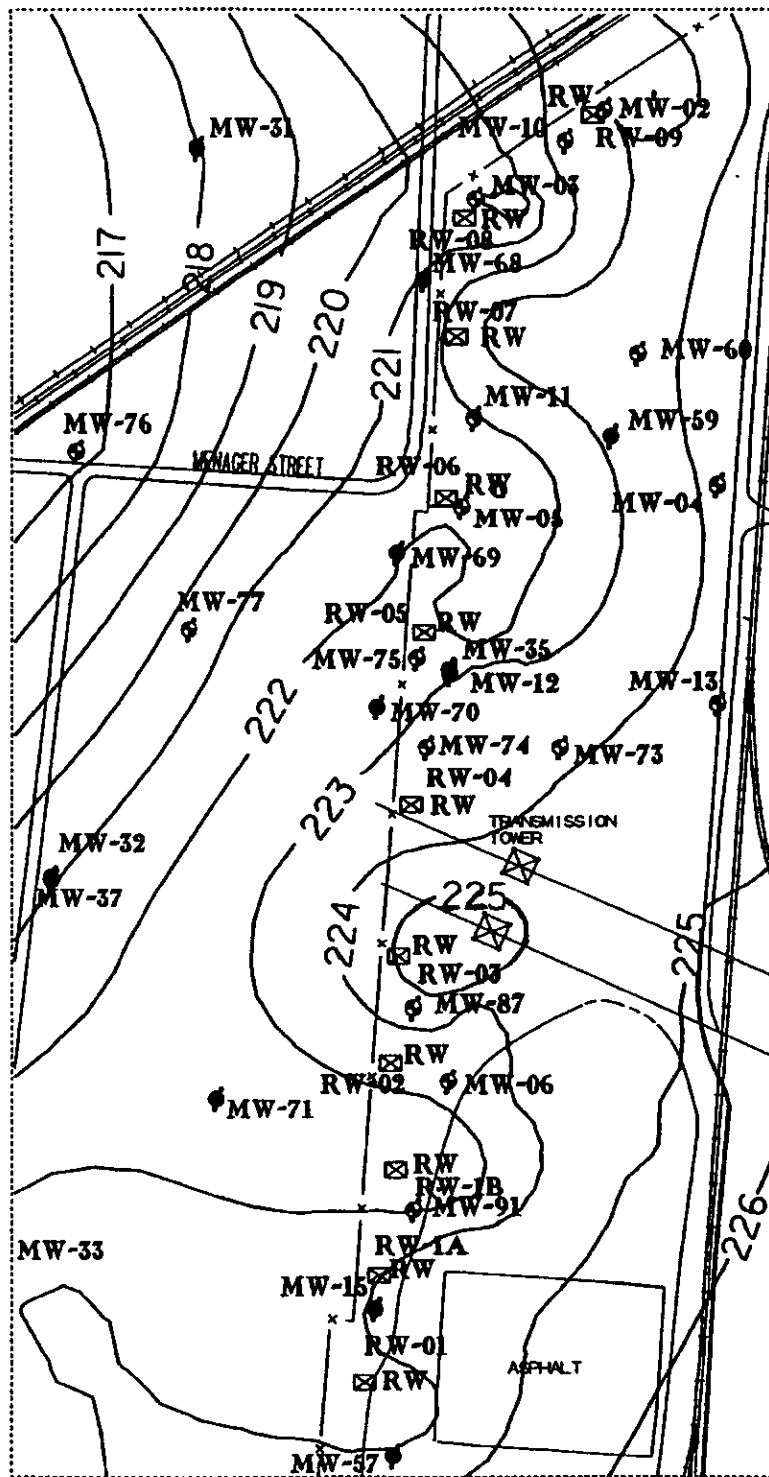 RW
MW-02
MW-10
RW-09
MW-31
MW-03
RW
RW-08
MW-68
217
218
219
220
221
RW-07
RW
MW-60
MW-11
MW-59
MW-76
MENAGER STREET
RW-06
RW
MW-04
MW-69
RW-05
RW
MW-77
MW-35
MW-75
MW-12
MW-13
MW-70
222
MW-74
MW-73
RW-04
RW
223
TRANSMISSION
TOWER
MW-32
MW-37
225
224
225
RW
RW-03
MW-87
RW
RW-02
MW-06
MW-71
RW
RW-1B
MW-91
226
MW-33
RW-1A
RW
MW-15
RW-01
ASPHALT
RW
MW-57